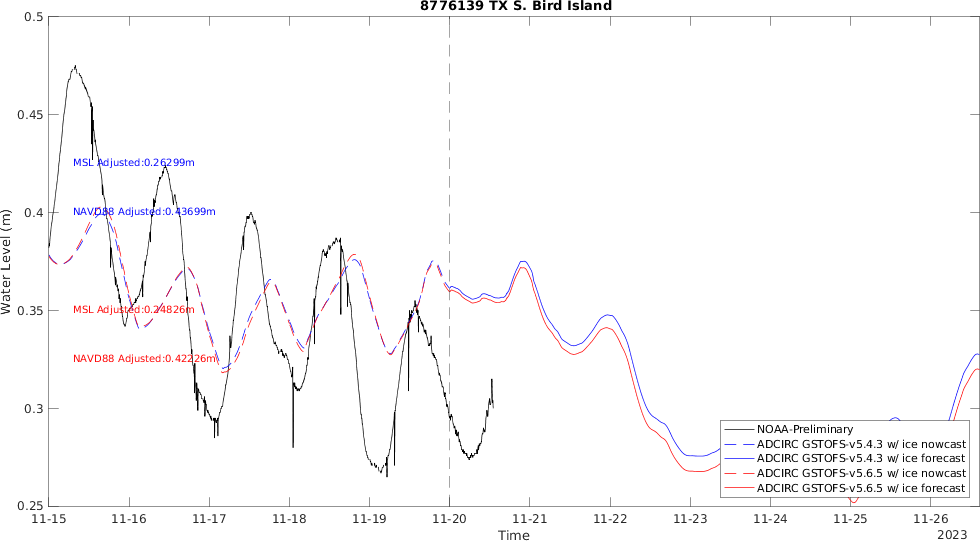 8776139 TX S. Bird Island
0.5
0.45
0.4
0.35
0.3
0.25
Water Level (m)
MSL Adjusted:0.26299m
NAVD88 Adjusted:0.43699m
MSL Adjusted:0.24826m
NAVD88 Adjusted:0.42226m
NOAA-Preliminary
ADCIRC GSTOFS-v5.4.3 w/ ice nowcast
ADCIRC GSTOFS-v5.4.3 w/ ice forecast
ADCIRC GSTOFS-v5.6.5 w/ ice nowcast
ADCIRC GSTOFS-v5.6.5 w/ ice forecast
11-15 11-16 11-17 11-18 11-19 11-20 11-21 11-22 11-23 11-24 11-25 11-26
Time
2023